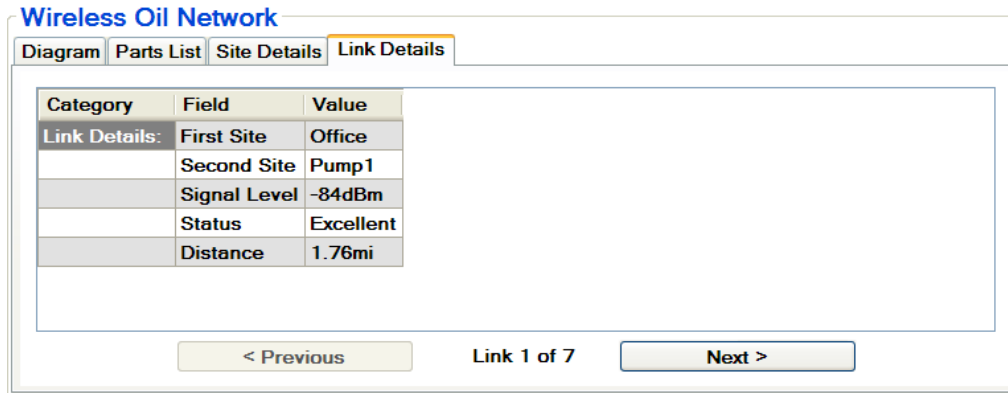 Wireless Oil Network
Diagram Parts List Site Details Link Details
Category Field Value
Link Details: First Site Office
Second Site Pump1
Signal Level -84dBm
Status Excellent
Distance 1.76mi
< Previous Link 1 of 7 Next >